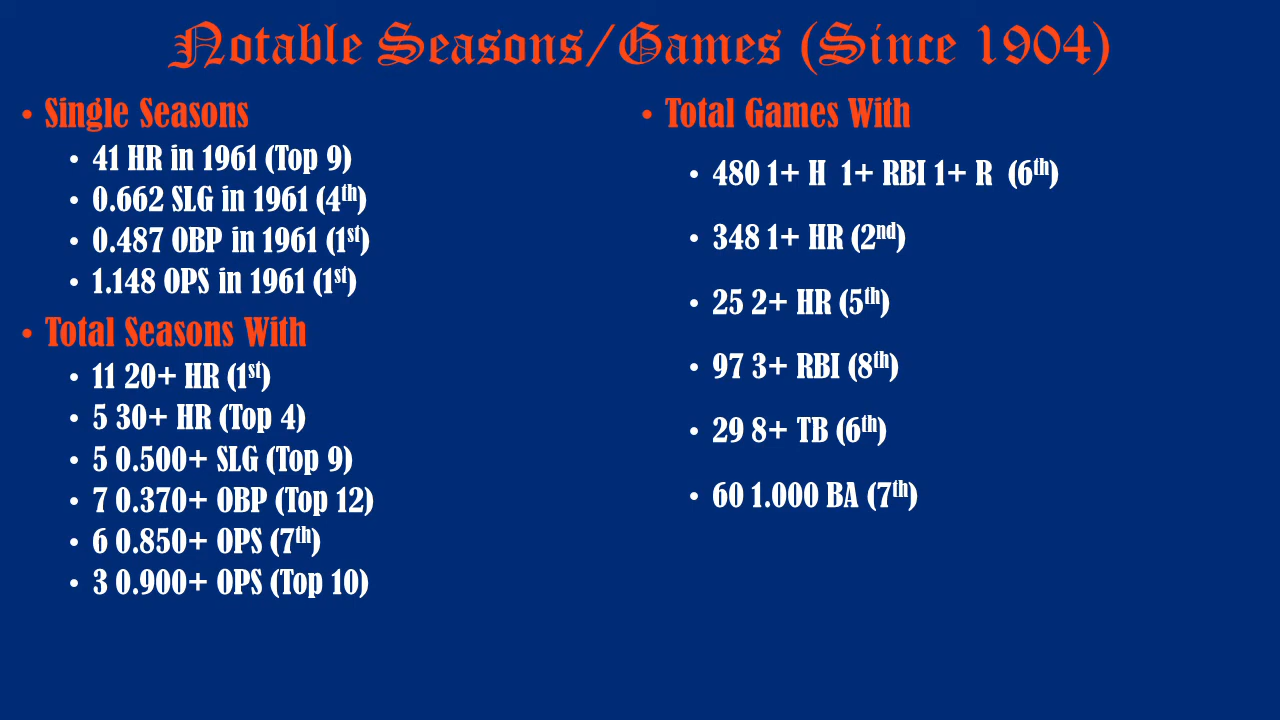 Notable Seasons/Games (Since 1904)
• Single Seasons
• 41 HR in 1961 (Top 9)
• 0.662 SLG in 1961 (4th)
• 0.487 OBP in 1961 (1st)
• 1.148 OPS in 1961 (1st)
• Total Seasons With
• 11 20+ HR (1st)
• 5 30+ HR (Top 4)
• 5 0.500+ SLG (Top 9)
• 7 0.370+ OBP (Top 12)
• 6 0.850+ OPS (7th)
• 3 0.900+ OPS (Top 10)
• Total Games With
• 480 1+ H  1+ RBI 1+ R  (6th)
• 348 1+ HR (2nd)
• 25 2+ HR (5th)
• 97 3+ RBI (8th)
• 29 8+ TB (6th)
• 60 1.000 BA (7th)